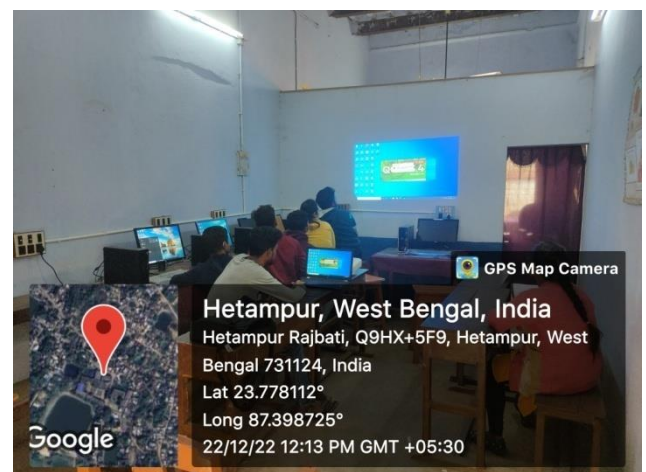 GPS Map Camera
Hetampur, West Bengal, India
Hetampur Rajbati, Q9HX+5F9, Hetampur, West
Bengal 731124, India
Lat 23.778112°
Long 87.398725°
22/12/22 12:13 PM GMT +05:30
Google